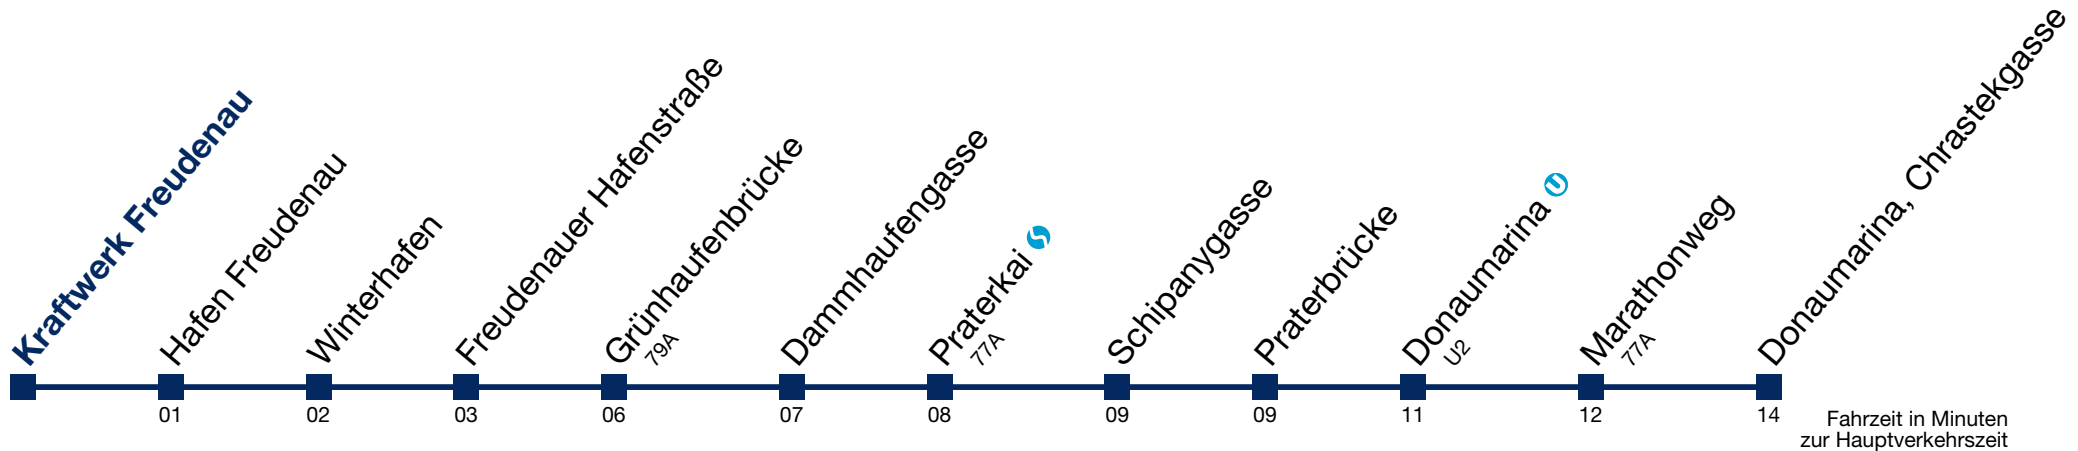 Kraftwerk Freudenau
Hafen Freudenau
01
Winterhafen
02
Freudenauer Hafenstraße
03
Grünhaufenbrücke
79A
06
Dammhaufengasse
07
Praterkai S
77A
08
Schipanygasse
09
Praterbrücke
09
Donaumarina U
U2
11
Marathonweg
77A
12
Donaumarina, Chrastekgasse
14
Fahrzeit in Minuten
zur Hauptverkehrszeit